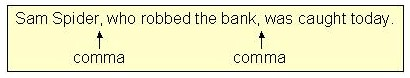 Sam Spider, who robbed the bank, was caught today.
comma comma